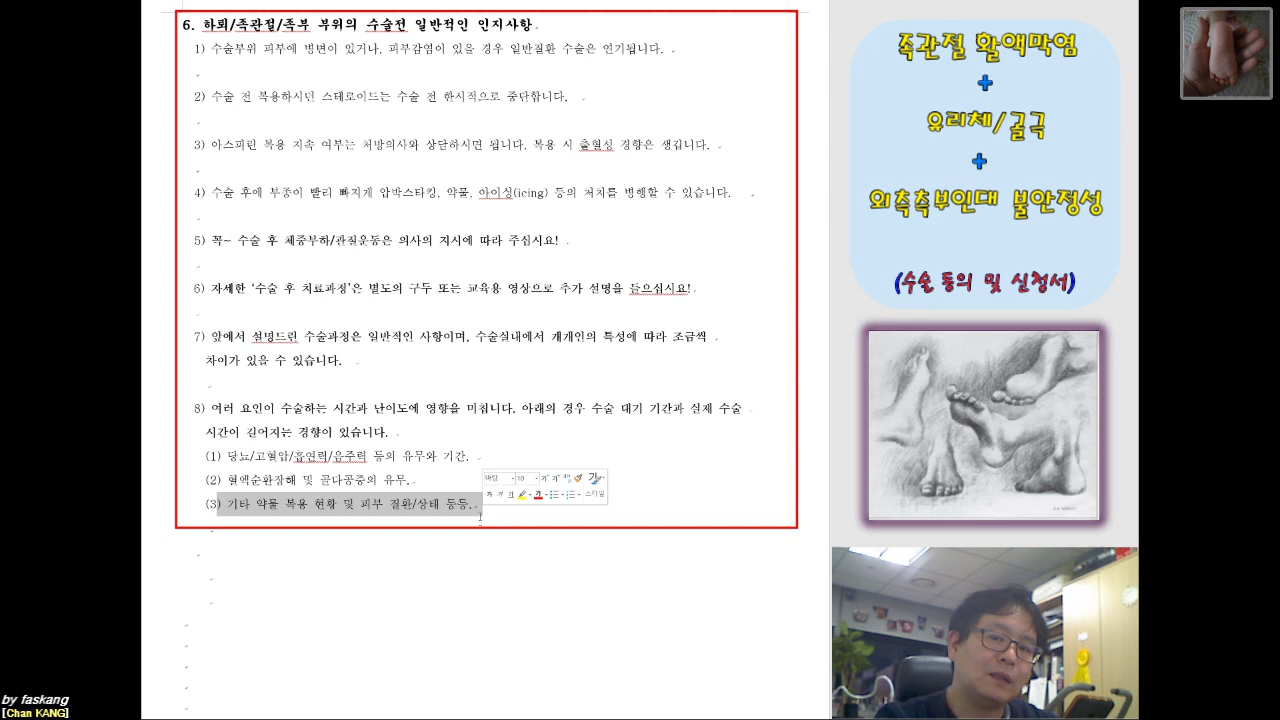 6. 하퇴/족관절/족부 부위의 수술전 일반적인 인지사항
1) 수술부위 피부에 병변이 있거나, 피부감염이 있을 경우 일반질환 수술은 연기됩니다.
2) 수술 전 복용하시던 스테로이드는 수술 전 한시적으로 중단합니다.
3) 아스피린 복용 지속 여부는 처방의사와 상담하시면 됩니다. 복용 시 출혈성 경향은 생깁니다.
4) 수술 후에 부종이 빨리 빠지게 압박스타킹, 약물, 아이싱(icing) 등의 처치를 병행할 수 있습니다.
5) 꼭~ 수술 후 체중부하/관절운동은 의사의 지시에 따라 주십시요!
6) 자세한 '수술 후 치료과정'은 별도의 구두 또는 교육용 영상으로 추가 설명을 들으십시요!
7) 앞에서 설명드린 수술과정은 일반적인 사항이며, 수술실내에서 개개인의 특성에 따라 조금씩
차이가 있을 수 있습니다.
8) 여러 요인이 수술하는 시간과 난이도에 영향을 미칩니다. 아래의 경우 수술 대기 기간과 실제 수술
시간이 길어지는 경향이 있습니다.
(1) 당뇨/고혈압/흡연력/음주력 등의 유무와 기간.
(2) 혈액순환장해 및 골다공증의 유무.
(3) 기타 약물 복용 현황 및 피부 질환/상태 등등.
바탕 10 가 가
가 가 가 가 스타일
족관절 활액막염
+
유리체/골극
+
외측측부인대 불안정성
(수술 동의 및 신청서)
by faskang
[Chan KANG]